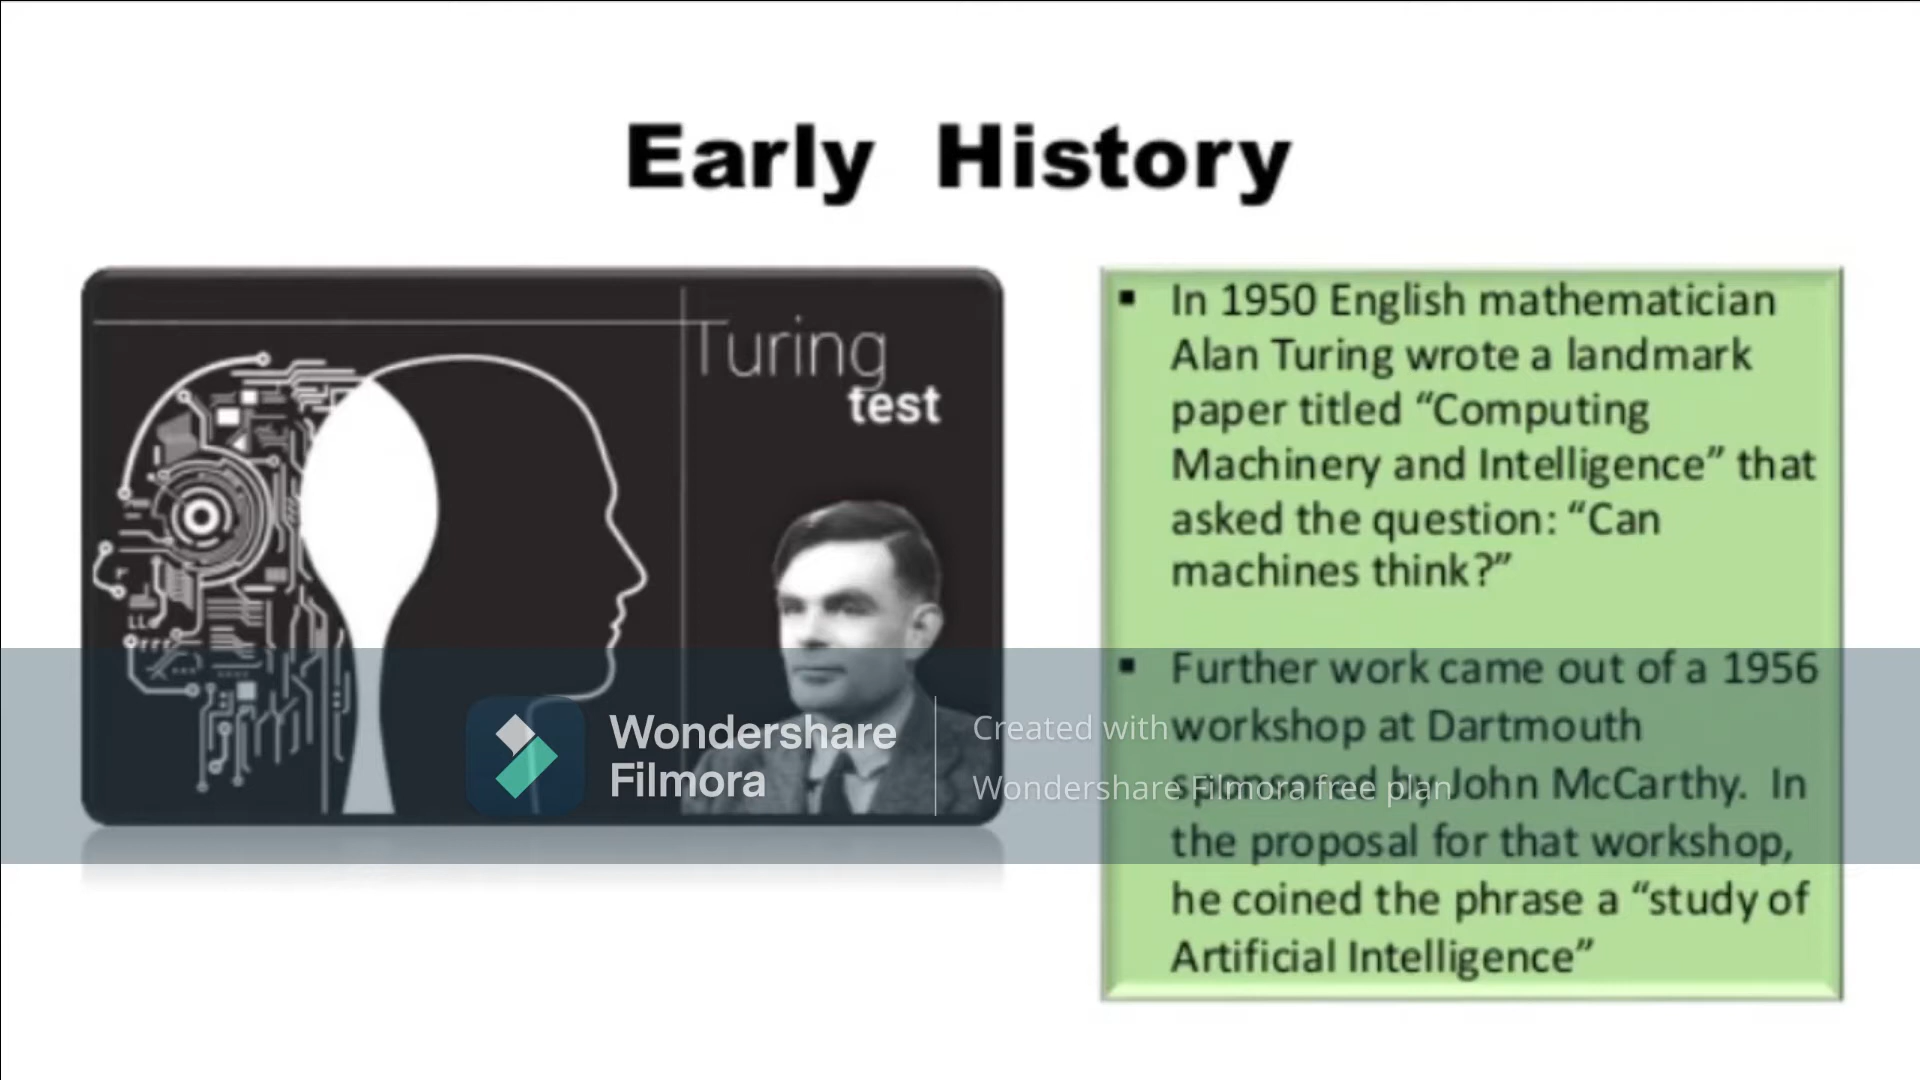 Early History
Turing
test
In 1950 English mathematician
Alan Turing wrote a landmark
paper titled “Computing
Machinery and Intelligence” that
asked the question: “Can
machines think?”
Further work came out of a 1956
workshop at Dartmouth
sponsored by John McCarthy. In
the proposal for that workshop,
he coined the phrase a “study of
Artificial Intelligence”
Wondershare
Filmora
Created with
Wondershare Filmora free plan